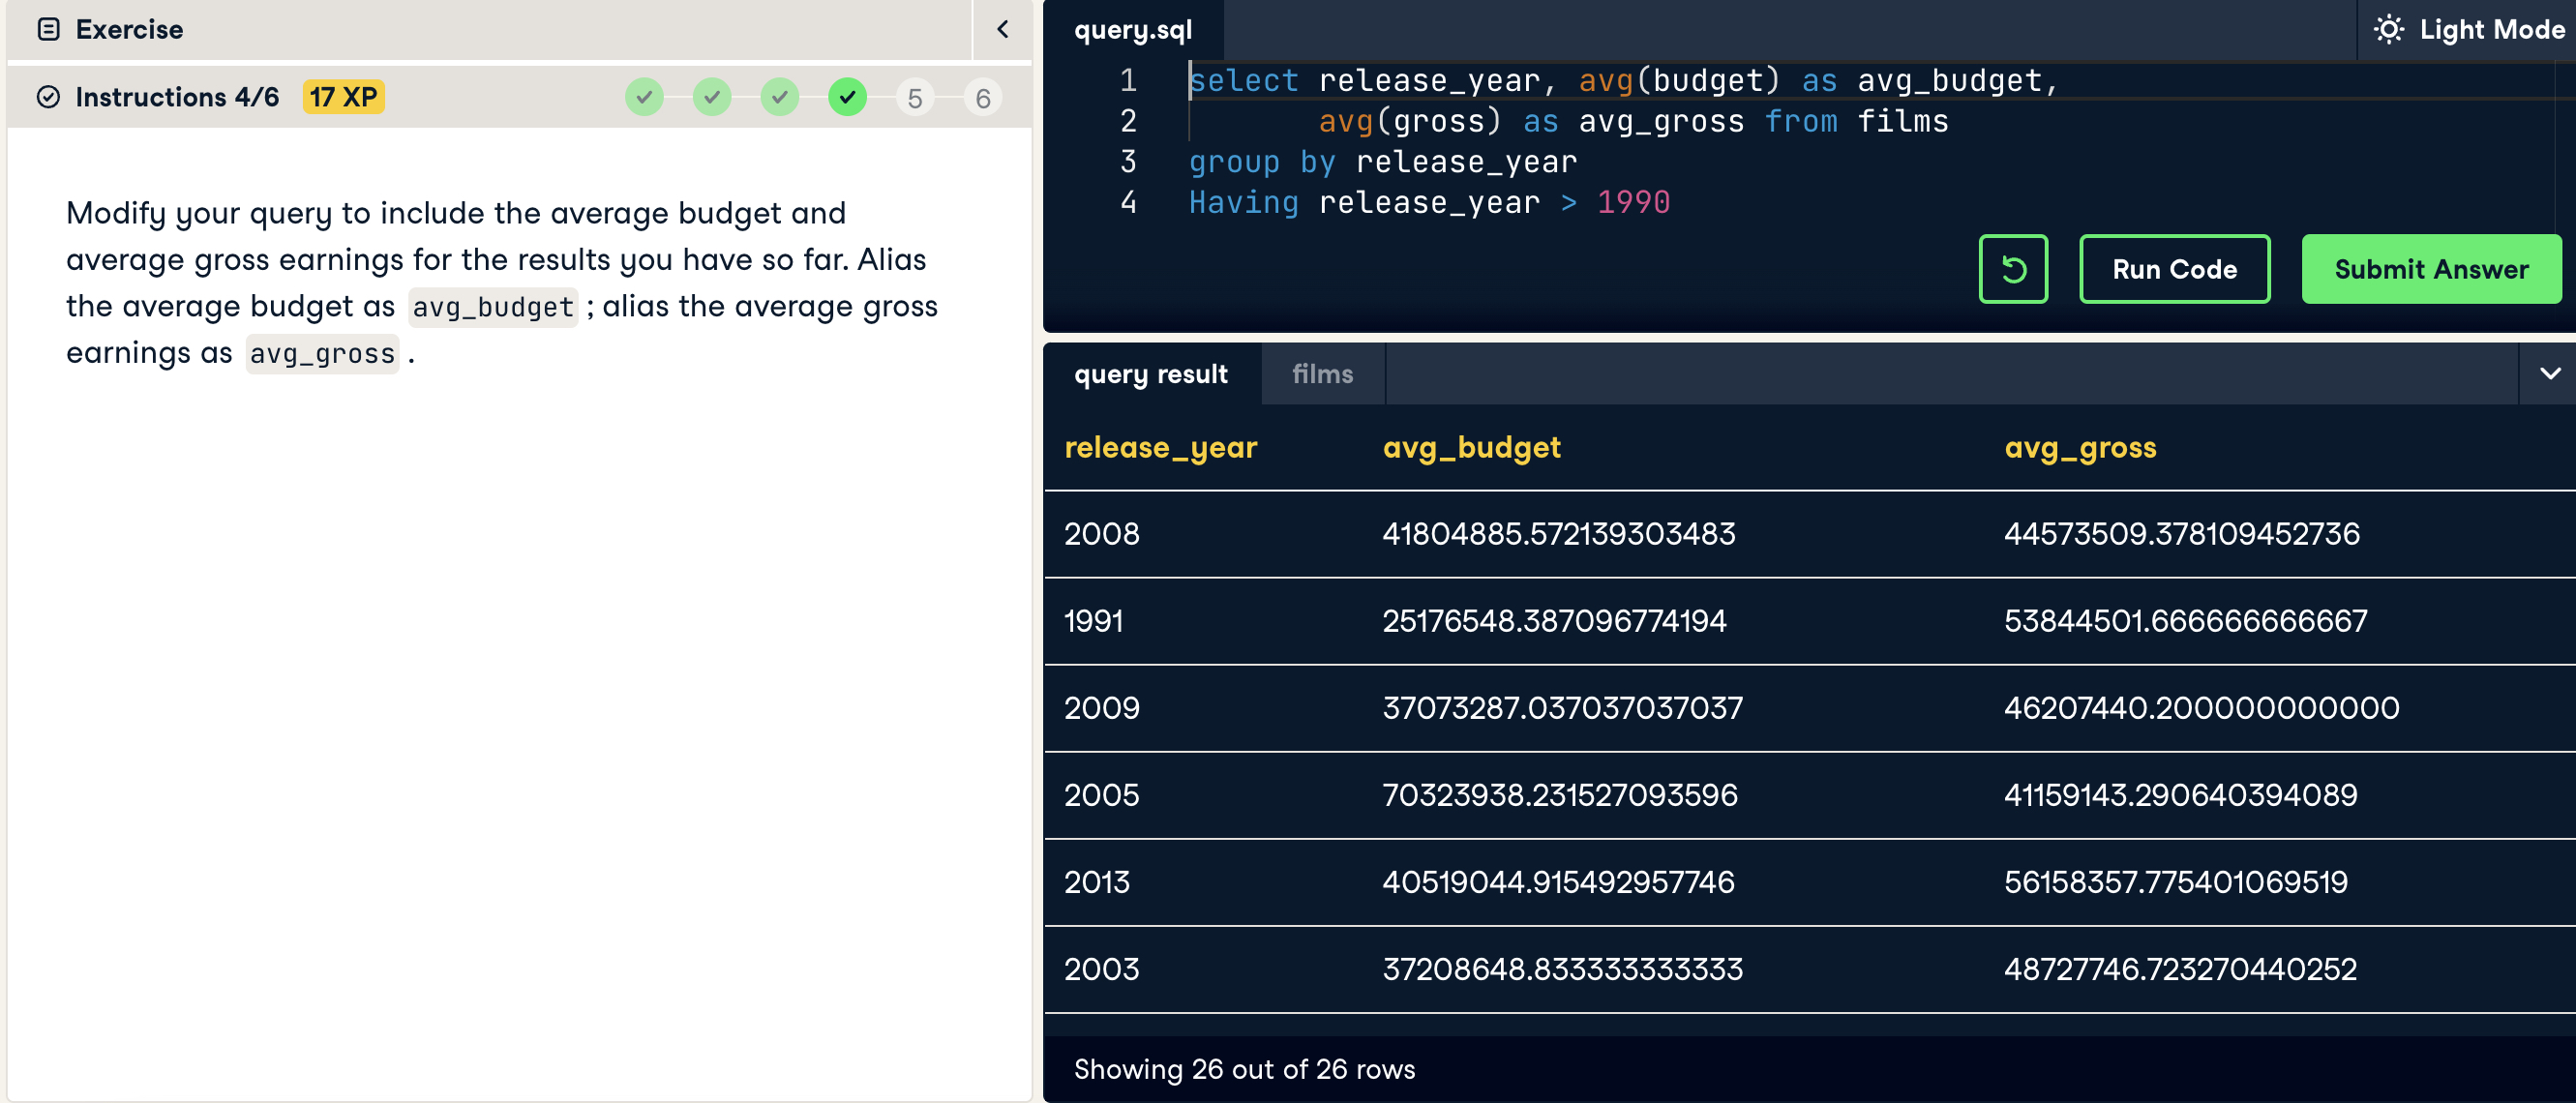 Exercise
Instructions 4/6 17 XP 5 6
Modify your query to include the average budget and
average gross earnings for the results you have so far. Alias
the average budget as avg_budget ; alias the average gross
earnings as avg_gross .
query.sql Light Mode
1 select release_year, avg(budget) as avg_budget,
2 avg(gross) as avg_gross from films
3 group by release_year
4 Having release_year > 1990
Run Code Submit Answer
query result films
release_year avg_budget avg_gross
2008 41804885.572139303483 44573509.378109452736
1991 25176548.387096774194 53844501.666666666667
2009 37073287.037037037037 46207440.200000000000
2005 70323938.231527093596 41159143.290640394089
2013 40519044.915492957746 56158357.775401069519
2003 37208648.833333333333 48727746.723270440252
Showing 26 out of 26 rows